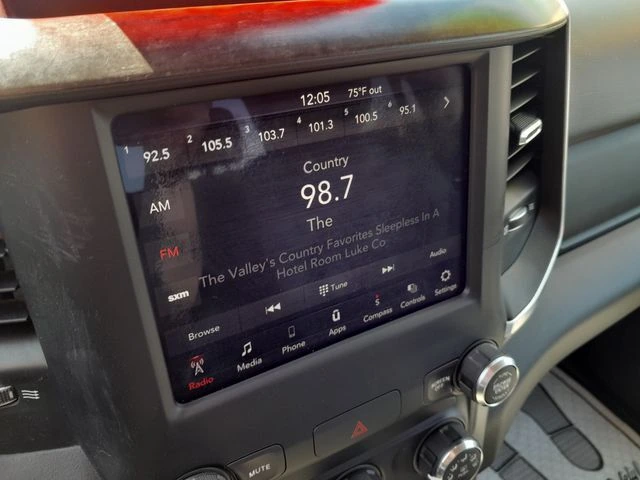 12:05 75°F out
1 92.5 2 105.5 3 103.7 4 101.3 5 100.5 6 95.1
Country
98.7
The
AM
FM
sxm
The Valley's Country Favorites Sleepless In A
Hotel Room Luke Co
Browse Tune Audio
Radio Media Phone Apps Compass Controls Settings
S
SCREEN OFF
MUTE